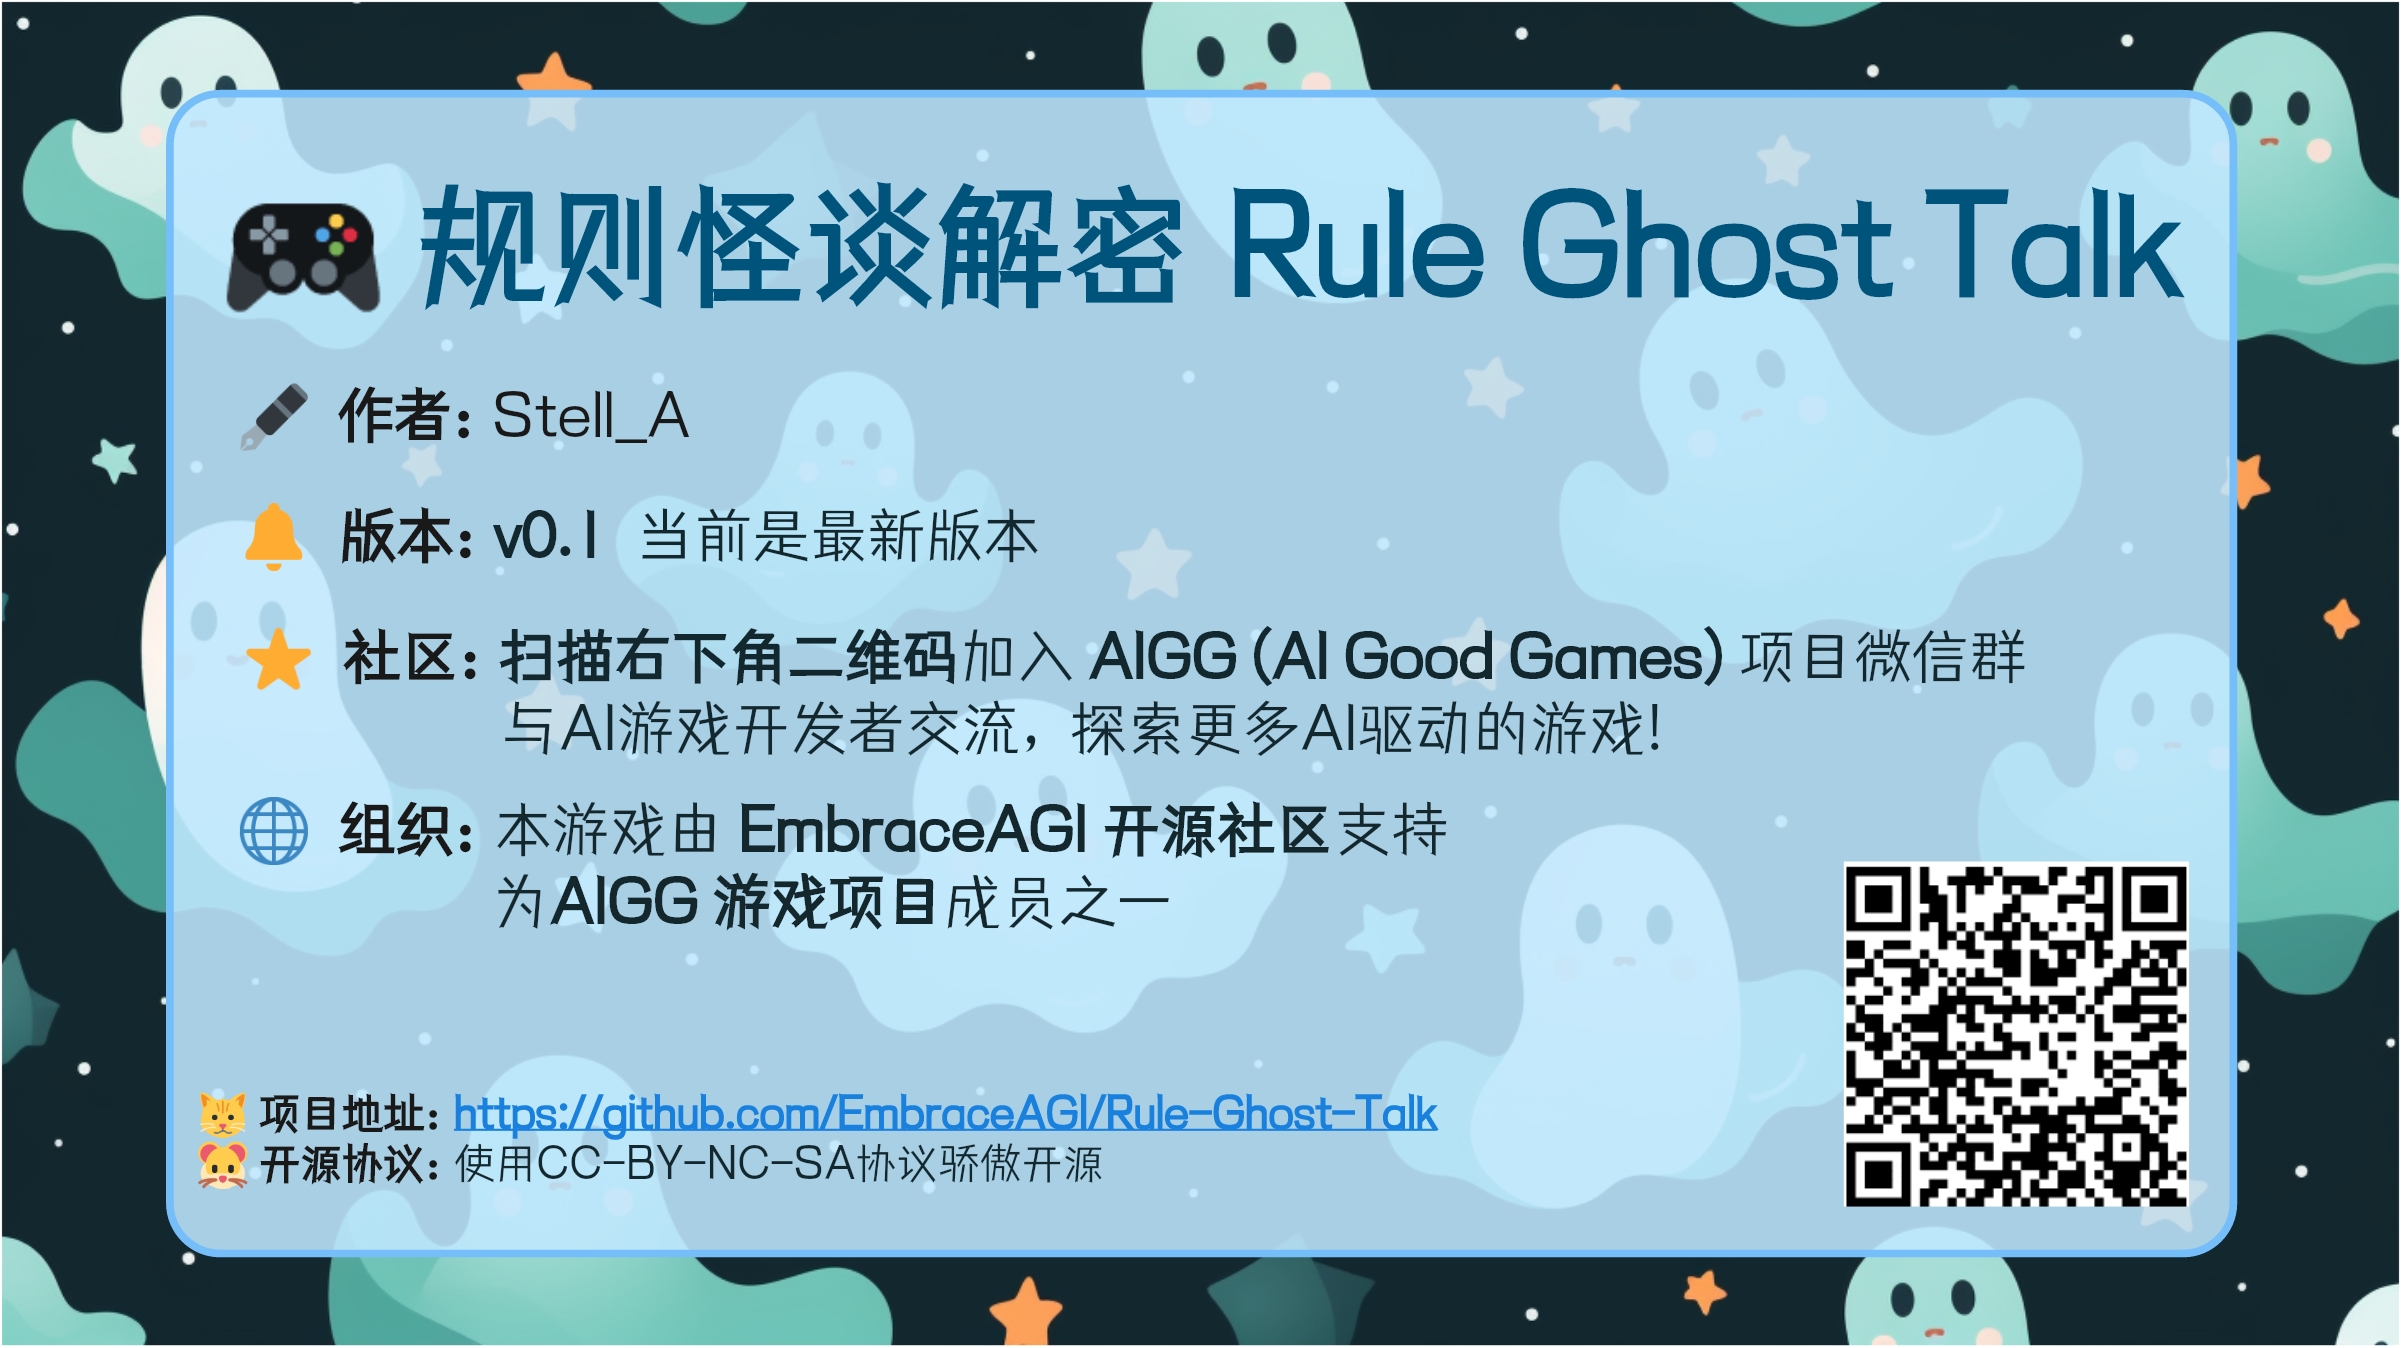 规则怪谈解密 Rule Ghost Talk
作者：Stell_A
版本：v0.1 当前是最新版本
社区：扫描右下角二维码加入 AIGG (AI Good Games) 项目微信群
与AI游戏开发者交流，探索更多AI驱动的游戏！
组织：本游戏由 EmbraceAGI 开源社区支持
为AIGG 游戏项目成员之一
项目地址：https://github.com/EmbraceAGI/Rule-Ghost-Talk
开源协议：使用CC-BY-NC-SA协议骄傲开源